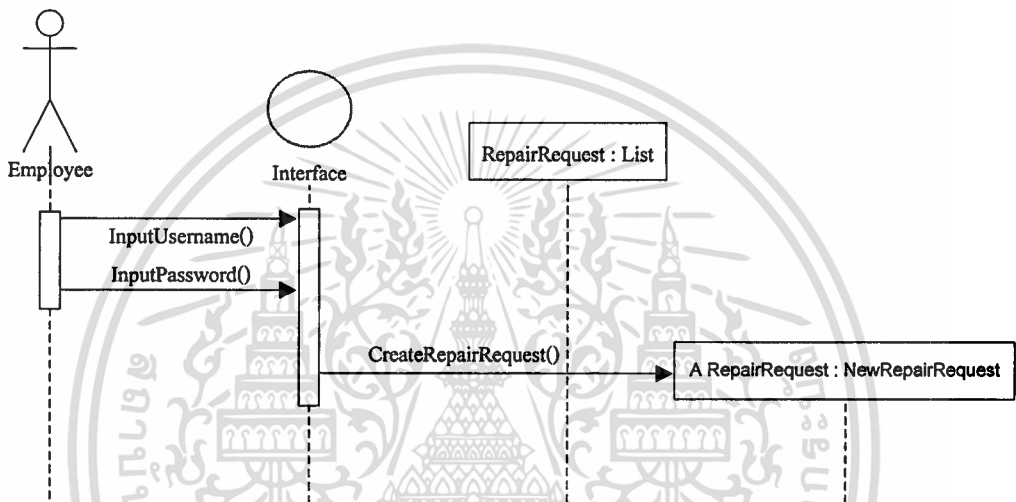 Employee
Interface
RepairRequest : List
InputUsername()
InputPassword()
CreateRepairRequest()
A RepairRequest : NewRepairRequest